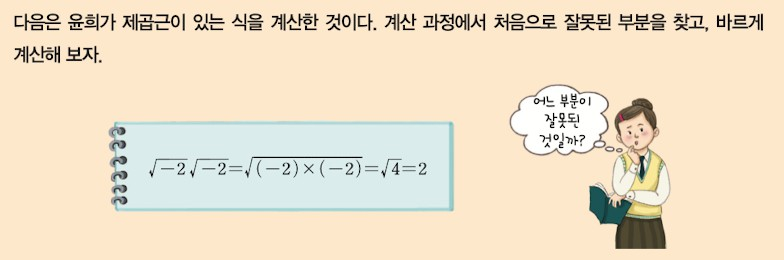 다음은 윤희가 제곱근이 있는 식을 계산한 것이다. 계산 과정에서 처음으로 잘못된 부분을 찾고, 바르게
계산해 보자.
어느 부분이
잘못된
것일까?
√-2√-2=√(-2)×(-2)=√4=2